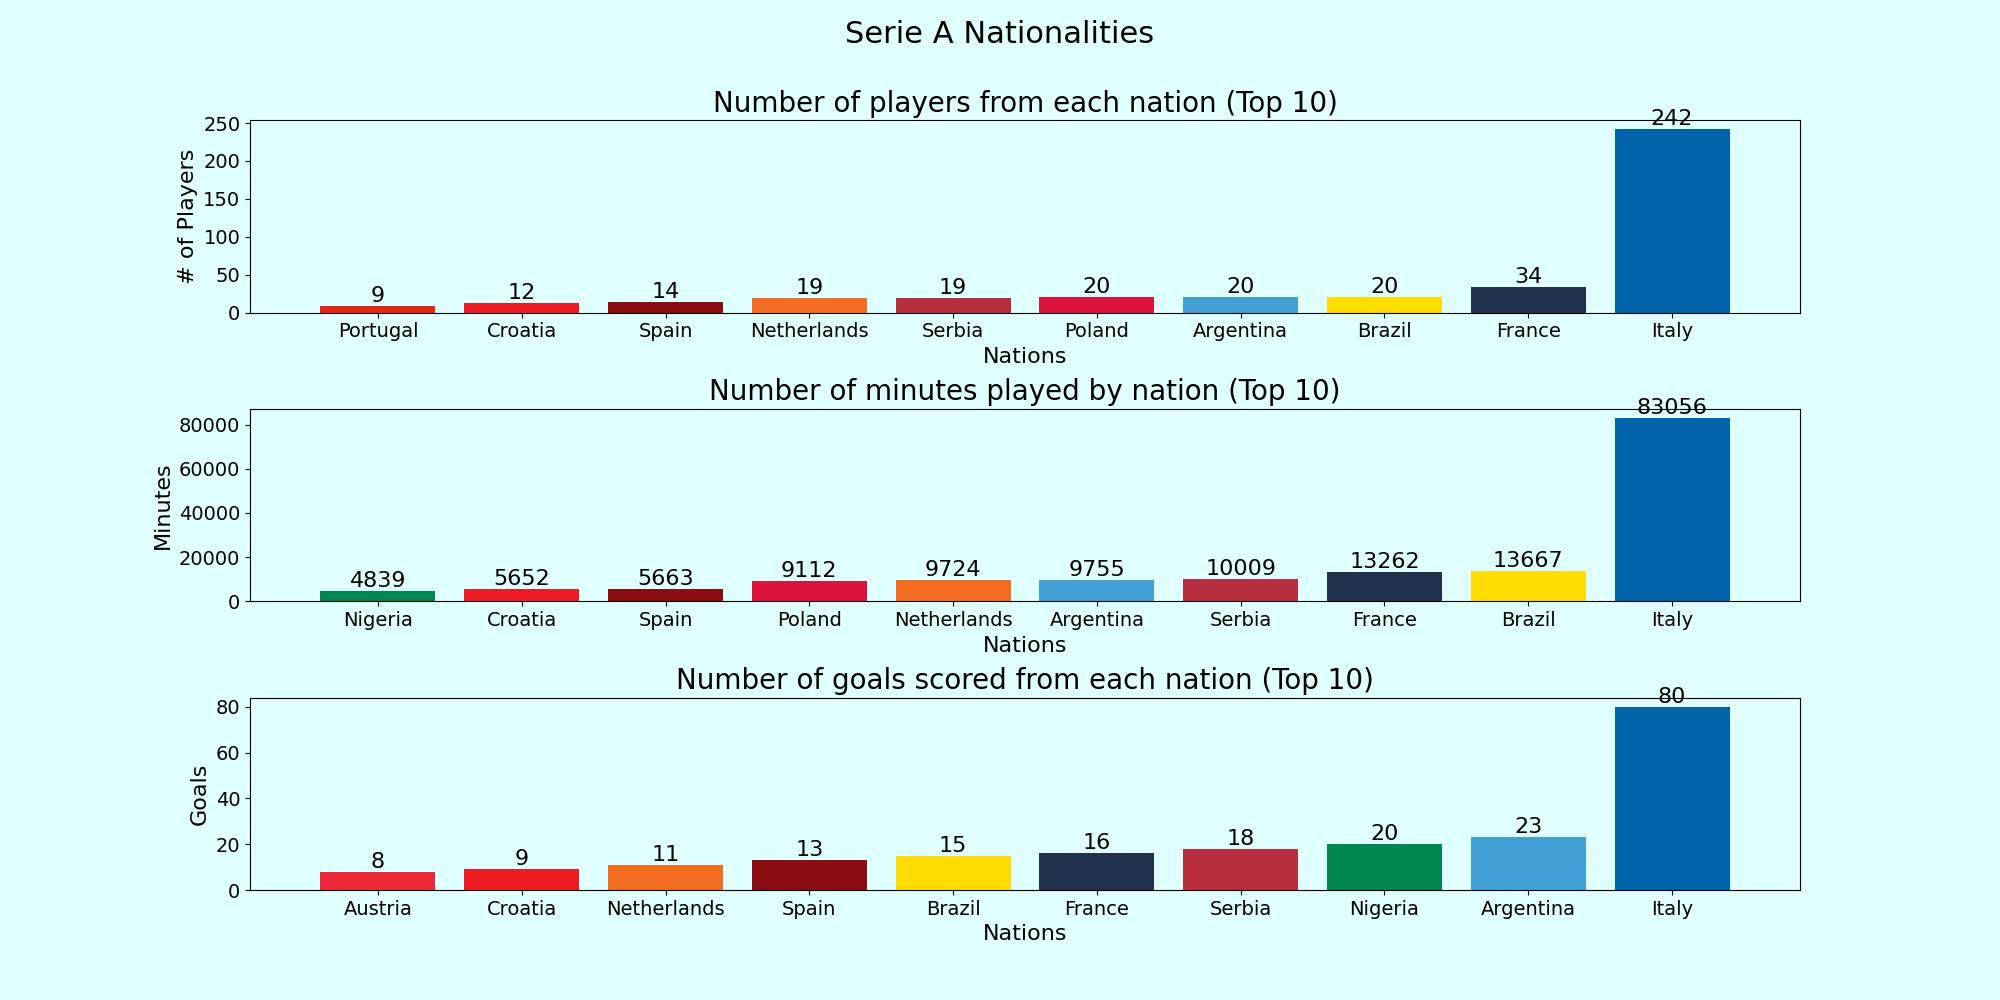 Serie A Nationalities
Number of players from each nation (Top 10)
# of Players
250
200
150
100
50
0
9 12 14 19 19 20 20 20 34 242
Portugal Croatia Spain Netherlands Serbia Poland Argentina Brazil France Italy
Nations
Number of minutes played by nation (Top 10)
Minutes
80000
60000
40000
20000
0
4839 5652 5663 9112 9724 9755 10009 13262 13667 83056
Nigeria Croatia Spain Poland Netherlands Argentina Serbia France Brazil Italy
Nations
Number of goals scored from each nation (Top 10)
Goals
80
60
40
20
0
8 9 11 13 15 16 18 20 23 80
Austria Croatia Netherlands Spain Brazil France Serbia Nigeria Argentina Italy
Nations